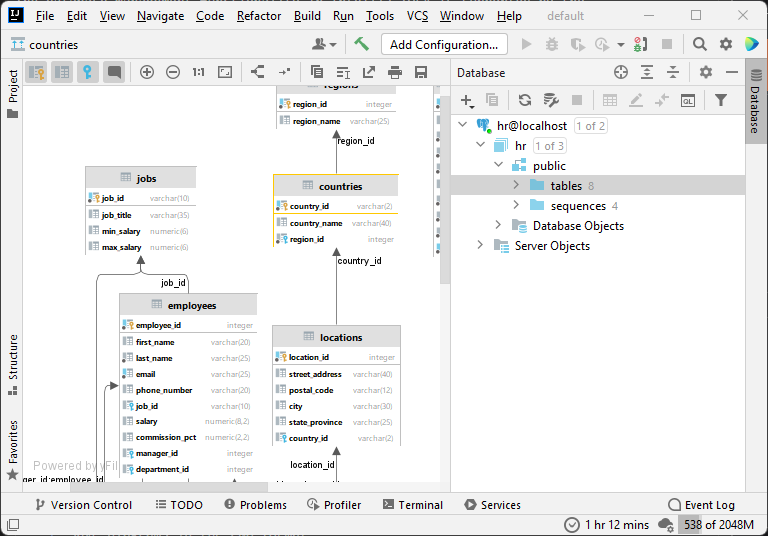 File Edit View Navigate Code Refactor Build Run Tools VCS Window Help default
countries
Add Configuration...
Project
Structure
Favorites
1:1
regions
region_id integer
region_name varchar(25)
region_id
jobs
job_id varchar(10)
job_title varchar(35)
min_salary numeric(6)
max_salary numeric(6)
job_id
countries
country_id varchar(2)
country_name varchar(40)
region_id integer
country_id
employees
employee_id integer
first_name varchar(20)
last_name varchar(25)
email varchar(25)
phone_number varchar(20)
job_id varchar(10)
salary numeric(8,2)
commission_pct numeric(2,2)
manager_id integer
department_id integer
locations
location_id integer
street_address varchar(40)
postal_code varchar(12)
city varchar(30)
state_province varchar(25)
country_id varchar(2)
location_id
Powered by yFil
ger_id:employee_id
Database
QL
hr@localhost 1 of 2
hr 1 of 3
public
tables 8
sequences 4
Database Objects
Server Objects
Database
Version Control TODO Problems Profiler Terminal Services Event Log
1 hr 12 mins 538 of 2048M